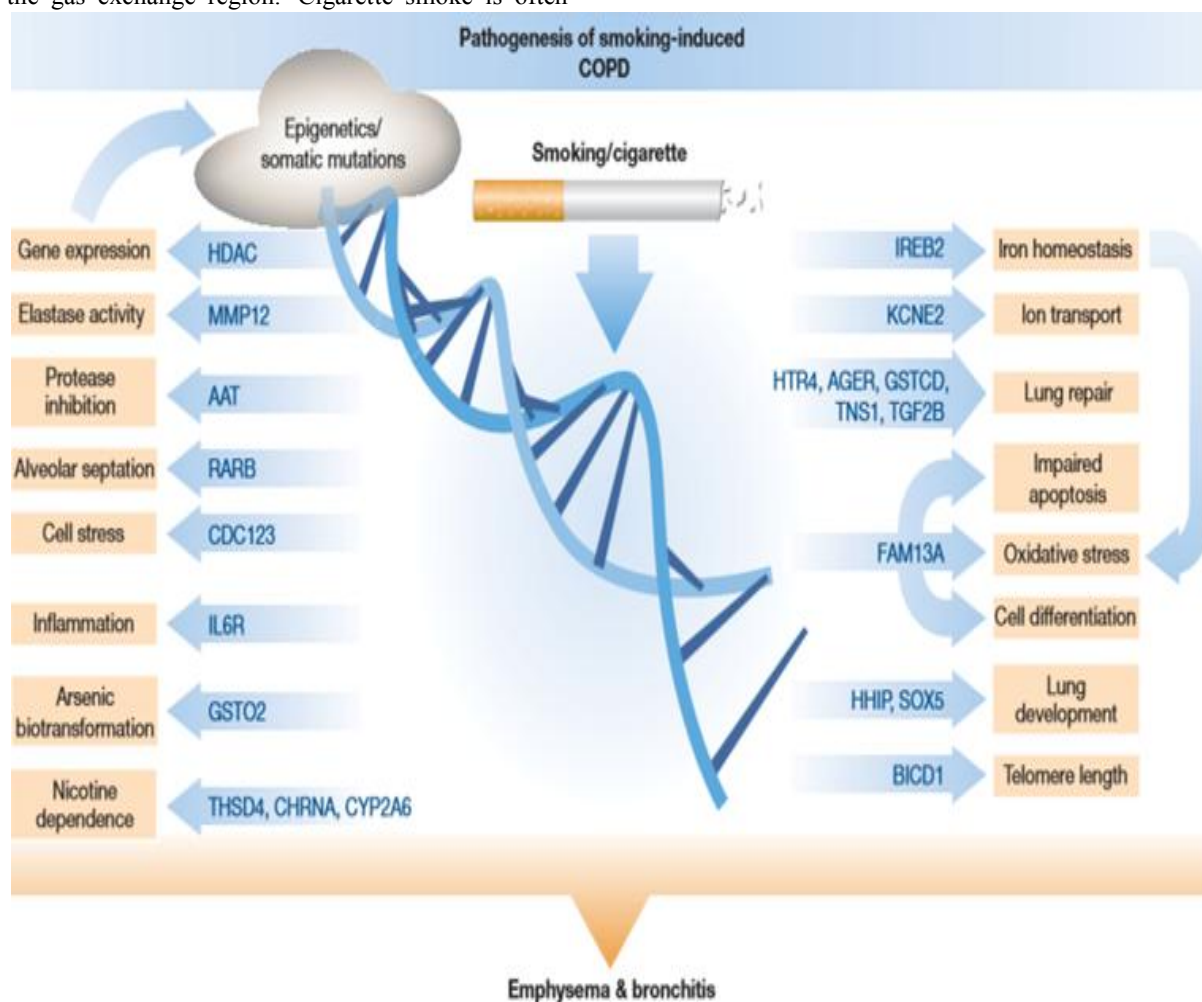 the gas exchange region. Cigarette smoke is often
Pathogenesis of smoking-induced
COPD
Epigenetics/
somatic mutations
Smoking/cigarette
Gene expression
HDAC
Elastase activity
MMP12
Protease
inhibition
AAT
Alveolar septation
RARB
Cell stress
CDC123
Inflammation
IL6R
Arsenic
biotransformation
GSTO2
Nicotine
dependence
THSD4, CHRNA, CYP2A6
IREB2
Iron homeostasis
KCNE2
Ion transport
HTR4, AGER, GSTCD,
TNS1, TGF2B
Lung repair
Impaired
apoptosis
FAM13A
Oxidative stress
Cell differentiation
HHIP, SOX5
Lung
development
BICD1
Telomere length
Emphysema & bronchitis